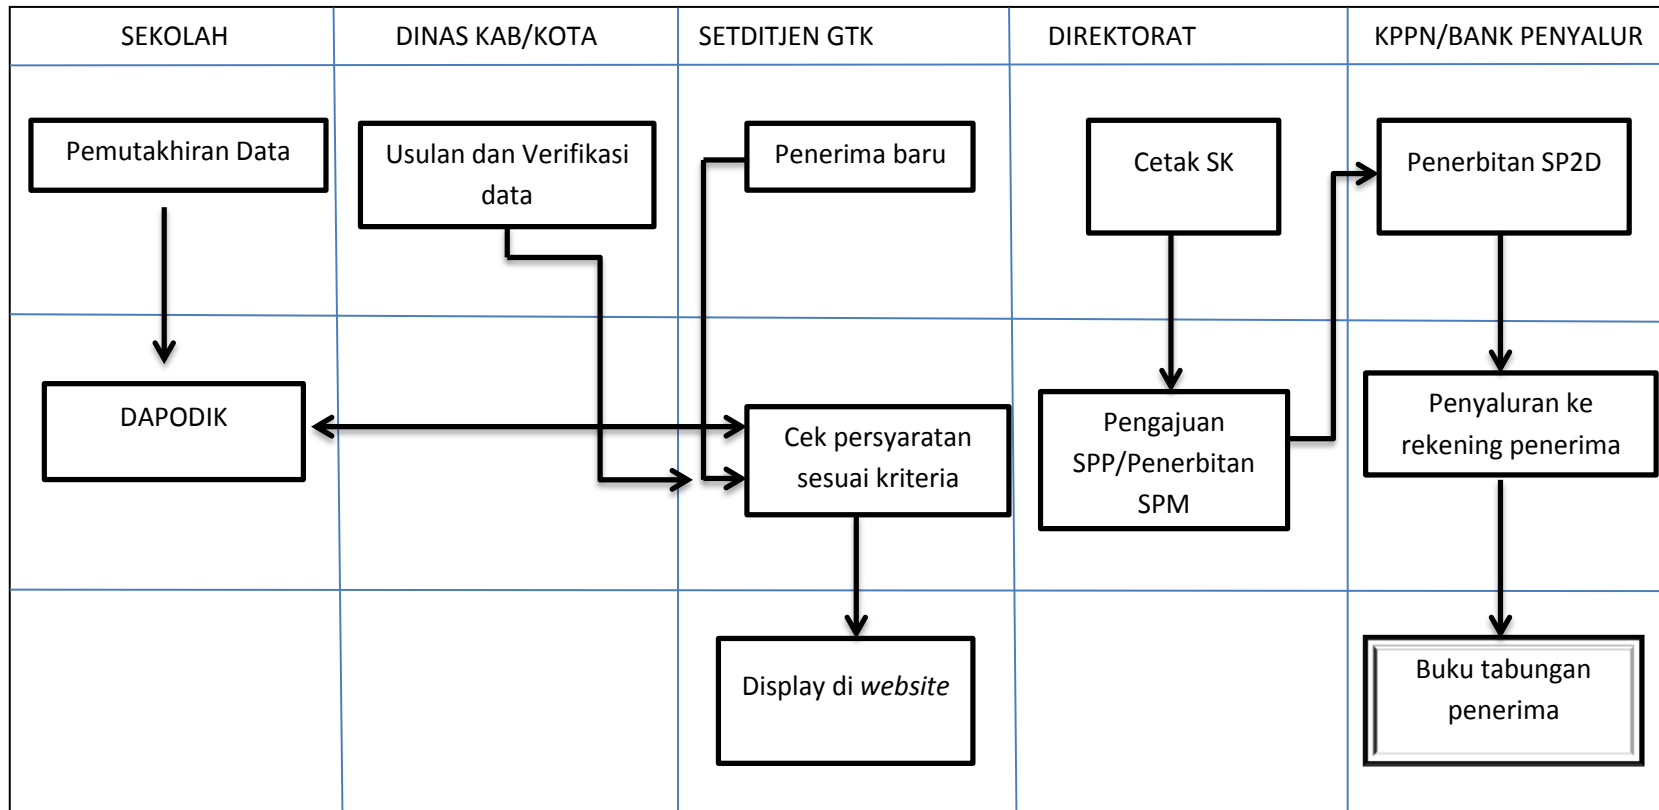 SEKOLAH
DINAS KAB/KOTA
SETDITJEN GTK
DIREKTORAT
KPPN/BANK PENYALUR
Pemutakhiran Data
Usulan dan Verifikasi
data
Penerima baru
Cetak SK
Penerbitan SP2D
DAPODIK
Cek persyaratan
sesuai kriteria
Pengajuan
SPP/Penerbitan
SPM
Penyaluran ke
rekening penerima
Display di website
Buku tabungan
penerima